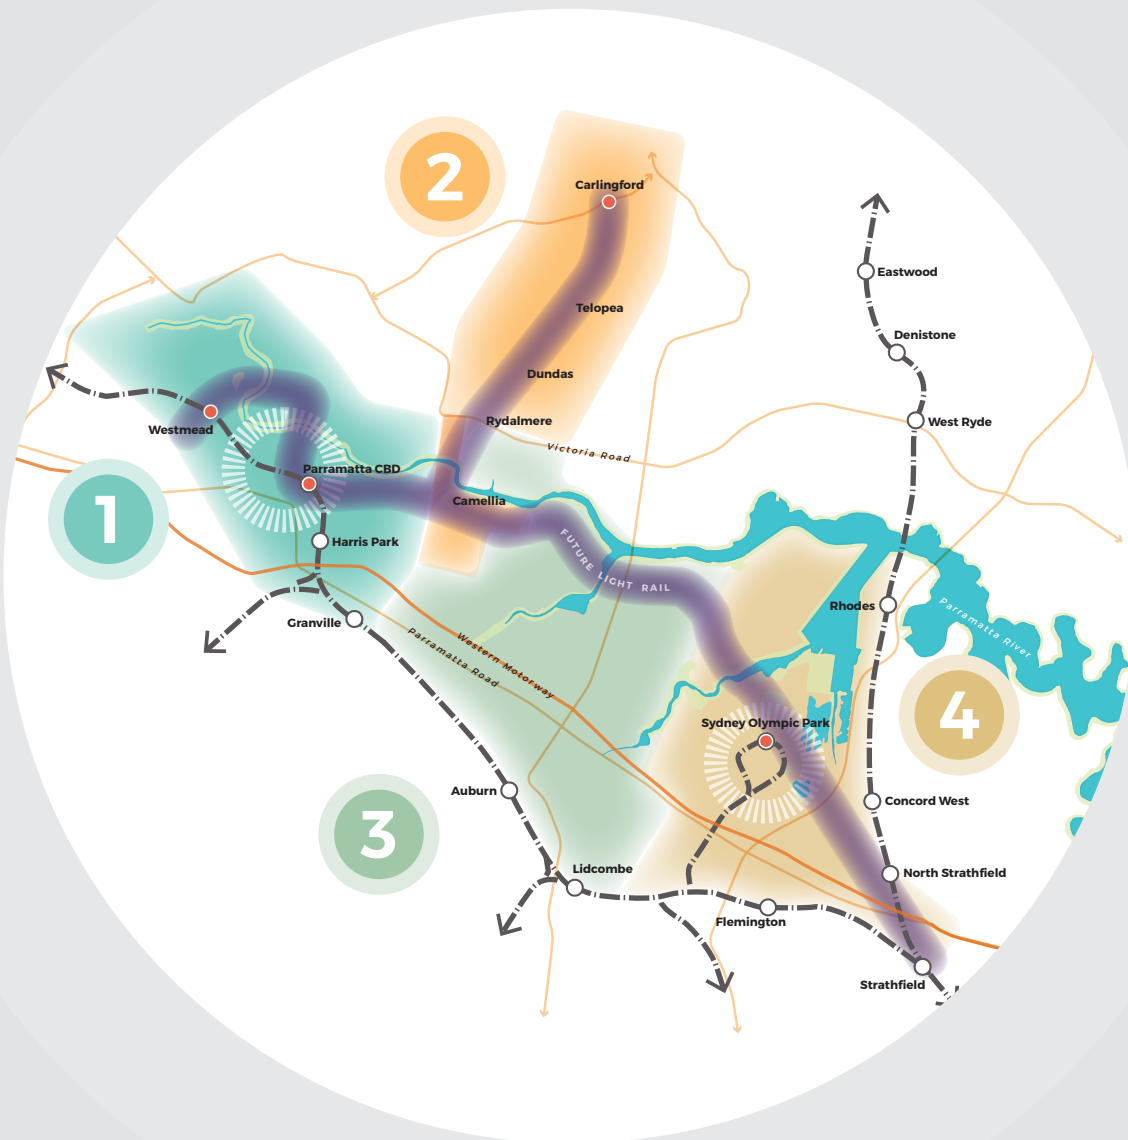 2
Carlingford
Eastwood
Telopea
Denistone
Dundas
Rydalmere
West Ryde
Westmead
Victoria Road
Parramatta CBD
Camellia
1
Harris Park
FUTURE LIGHT RAIL
Rhodes
Parramatta River
Granville
Parramatta Road
Western Motorway
4
Sydney Olympic Park
Auburn
Concord West
3
Lidcombe
North Strathfield
Flemington
Strathfield